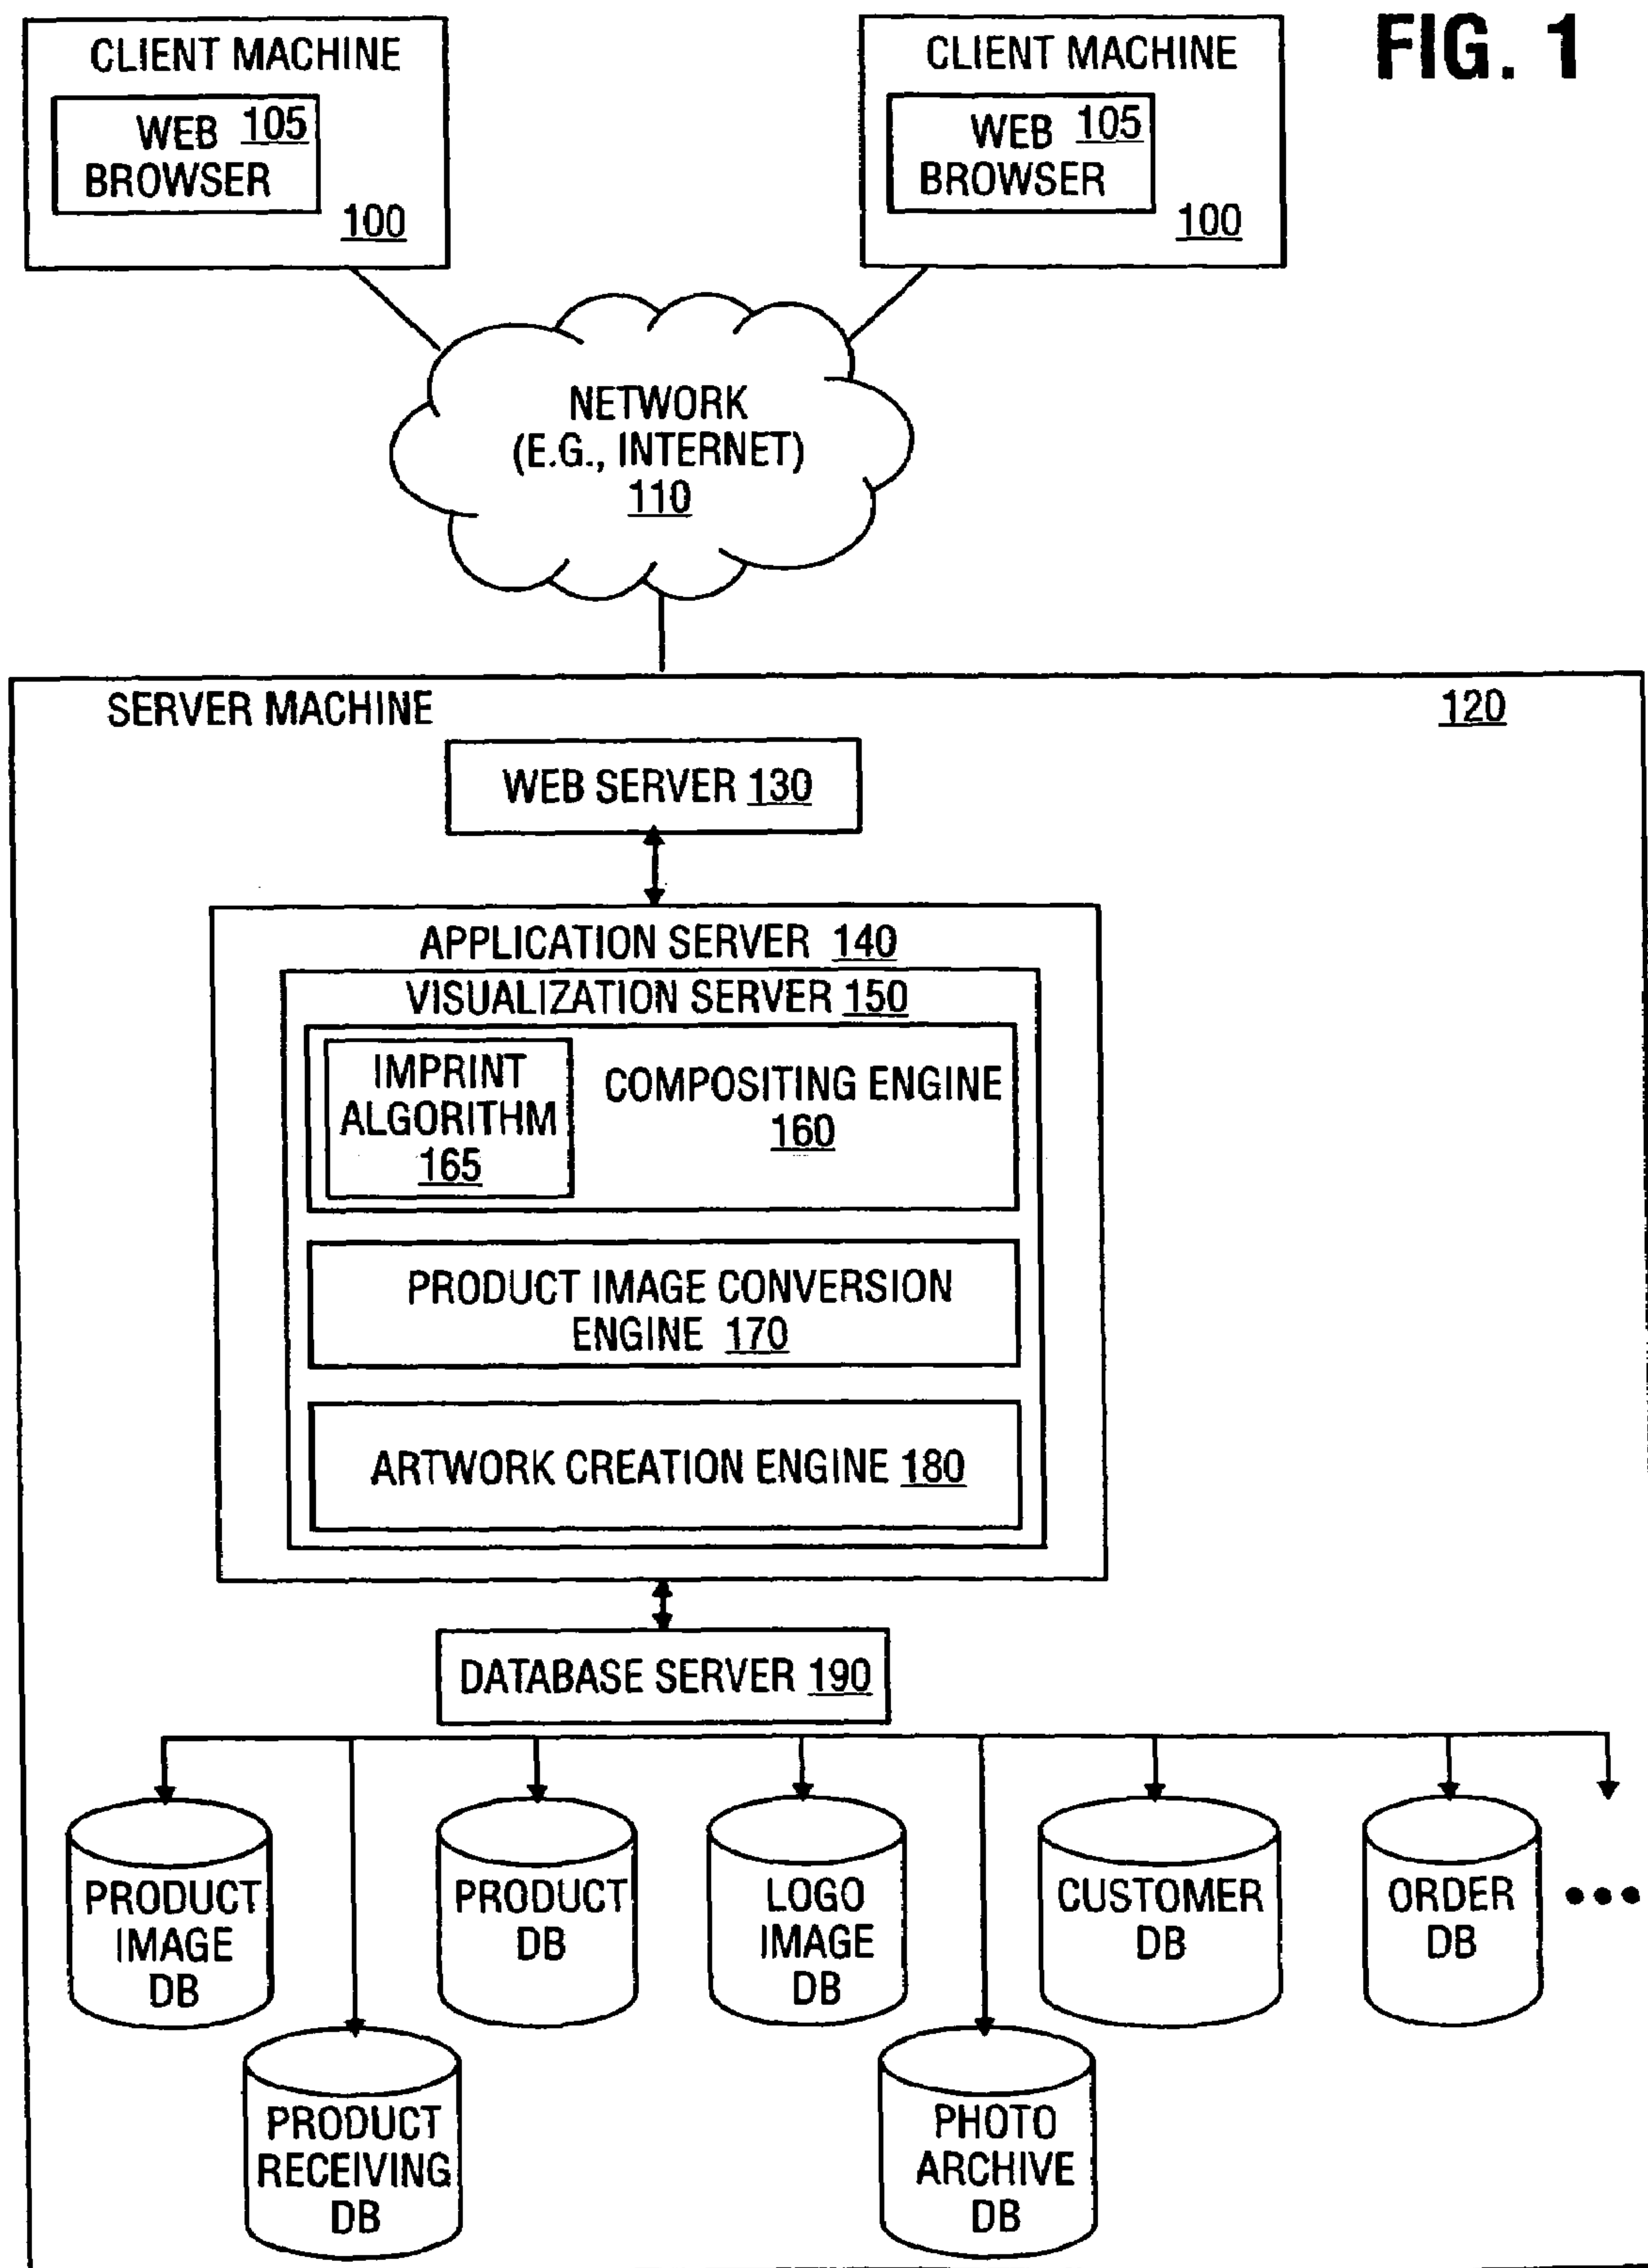 FIG. 1
CLIENT MACHINE
WEB 105
BROWSER
100
CLIENT MACHINE
WEB 105
BROWSER
100
NETWORK
(E.G., INTERNET)
110
SERVER MACHINE
120
WEB SERVER 130
APPLICATION SERVER 140
VISUALIZATION SERVER 150
IMPRINT
ALGORITHM
165
COMPOSITING ENGINE
160
PRODUCT IMAGE CONVERSION
ENGINE 170
ARTWORK CREATION ENGINE 180
DATABASE SERVER 190
PRODUCT
IMAGE
DB
PRODUCT
DB
LOGO
IMAGE
DB
CUSTOMER
DB
ORDER
DB
•••
PRODUCT
RECEIVING
DB
PHOTO
ARCHIVE
DB